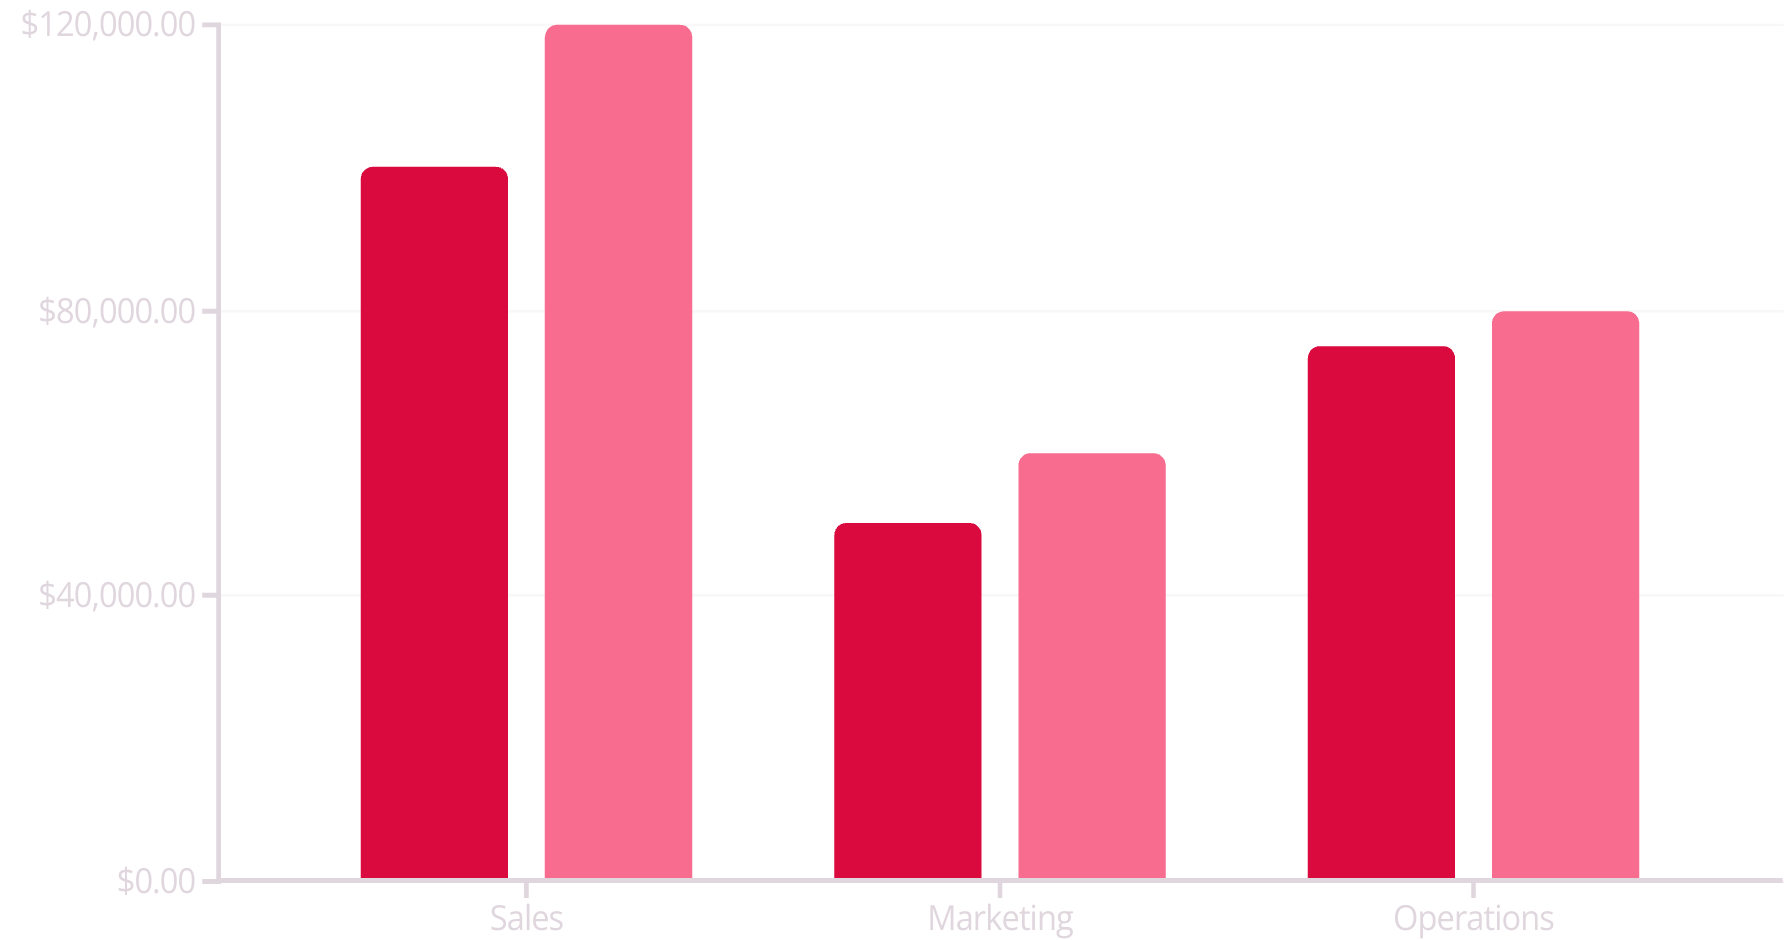 $120,000.00
$80,000.00
$40,000.00
$0.00
Sales
Marketing
Operations